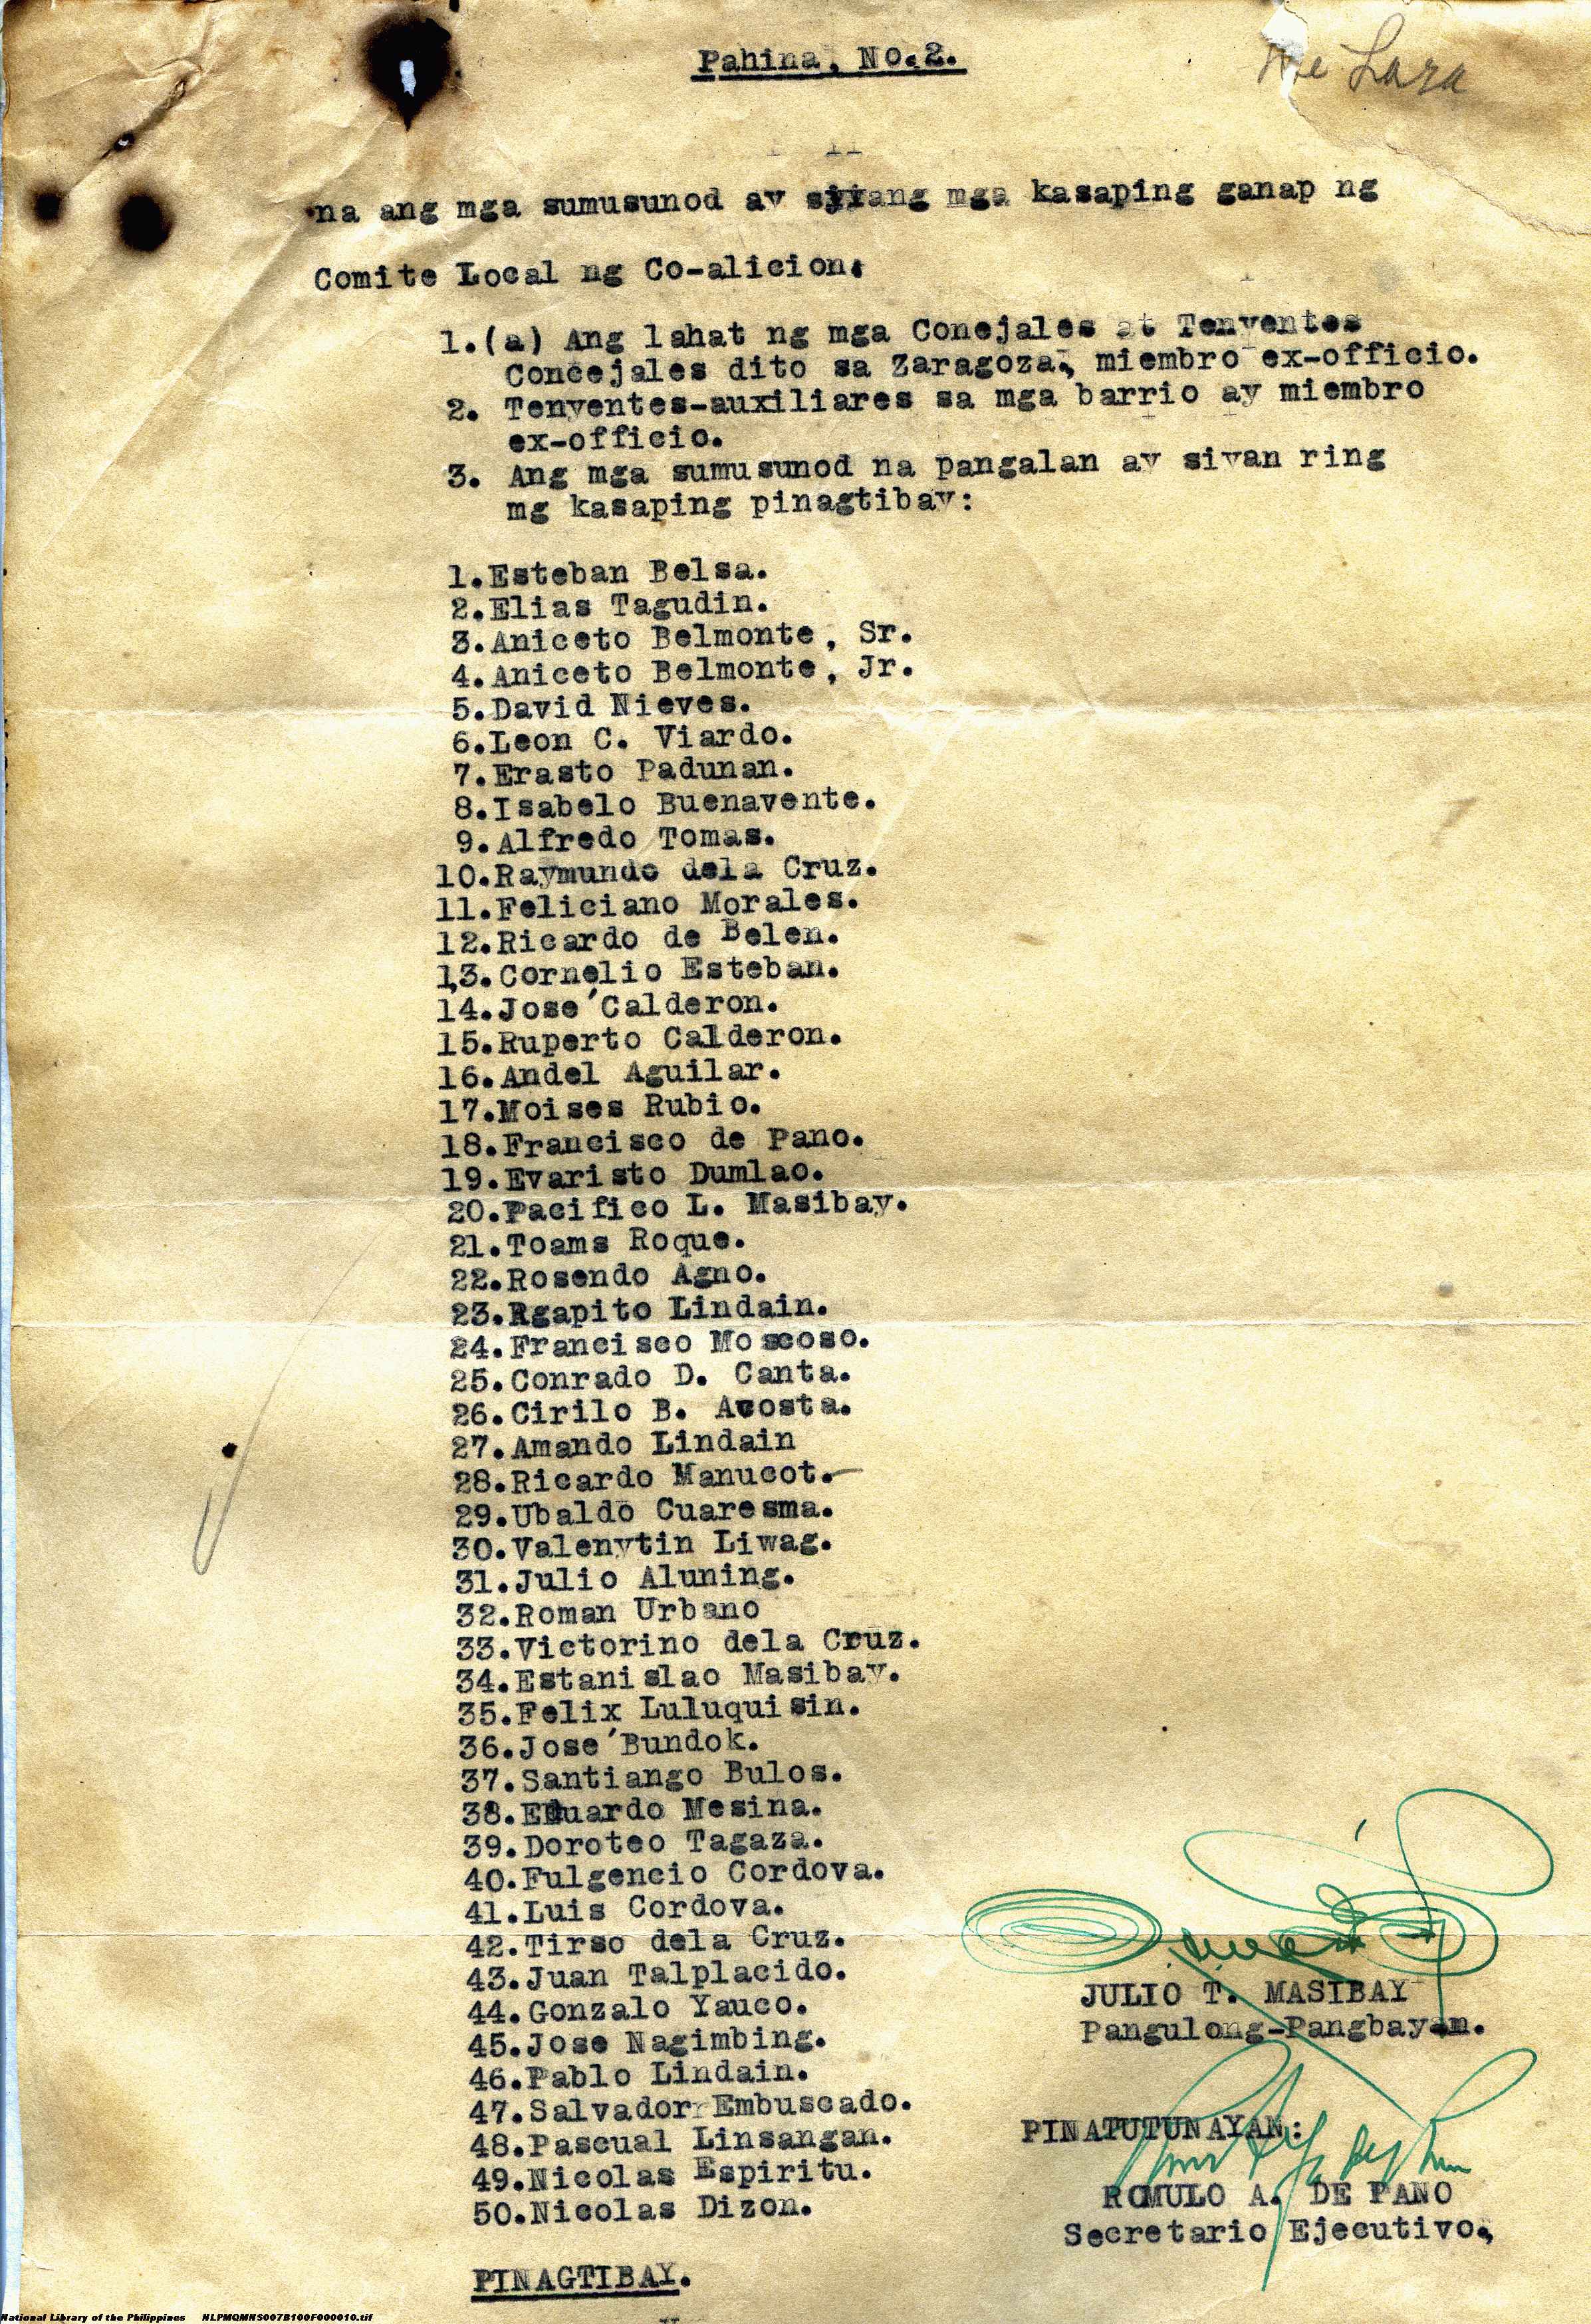 Pahina, No.2.
De Lara
na ang mga sumusunod ay siyang mga kasaping ganap ng
Comite Local ng Co-alicion.
1.(a) Ang lahat ng mga Conejales at Tenyentes
Concejales dito sa Zaragoza, miembro ex-officio.
2. Tenyentes-auxiliares sa mga barrio ay miembro
ex-officio.
3. Ang mga sumusunod na pangalan ay siyan ring
mg kasaping pinagtibay:
1.Esteban Belsa.
2.Elias Tagudin.
3.Aniceto Belmonte, Sr.
4.Aniceto Belmonte, Jr.
5.David Nieves.
6.Leon C. Viardo.
7.Erasto Padunan.
8.Isabelo Buenavente.
9.Alfredo Tomas.
10.Raymundo dela Cruz.
11.Feliciano Morales.
12.Ricardo de Belen.
13.Cornelio Esteban.
14.Jose´Calderon.
15.Ruperto Calderon.
16.Andel Aguilar.
17.Moises Rubio.
18.Francisco de Pano.
19.Evaristo Dumlao.
20.Pacifico L. Masibay.
21.Toams Roque.
22.Rosendo Agno.
23.Agapito Lindain.
24.Francisco Moscoso.
25.Conrado D. Canta.
26.Cirilo B. Acosta.
27.Amando Lindain
28.Ricardo Manucot.
29.Ubaldo Cuaresma.
30.Valenytin Liwag.
31.Julio Aluning.
32.Roman Urbano
33.Victorino dela Cruz.
34.Estanislao Masibay.
35.Felix Luluquisin.
36.Jose´Bundok.
37.Santiango Bulos.
38.Eduardo Mesina.
39.Doroteo Tagaza.
40.Fulgencio Cordova.
41.Luis Cordova.
42.Tirso dela Cruz.
43.Juan Talplacido.
44.Gonzalo Yauco.
45.Jose Nagimbing.
46.Pablo Lindain.
47.Salvador Embuscado.
48.Pascual Linsangan.
49.Nicolas Espiritu.
50.Nicolas Dizon.
JULIO T. MASIBAY
Pangulong-Pangbayan.
PINATUTUNAYAN:
ROMULO A. DE PANO
Secretario Ejecutivo.
PINAGTIBAY.
National Library of the Philippines NLPMQMNS007B100F000010.tif